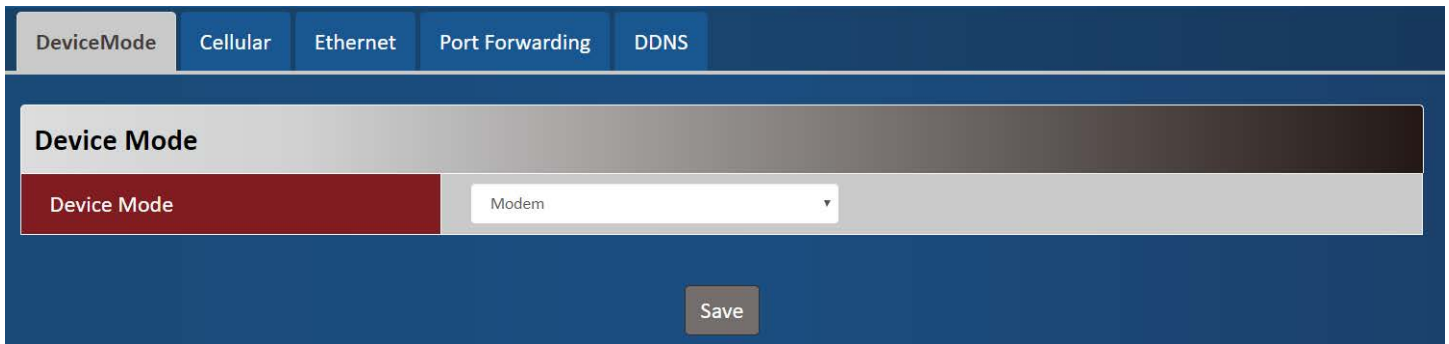 DeviceMode Cellular Ethernet Port Forwarding DDNS
Device Mode
Device Mode Modem
Save